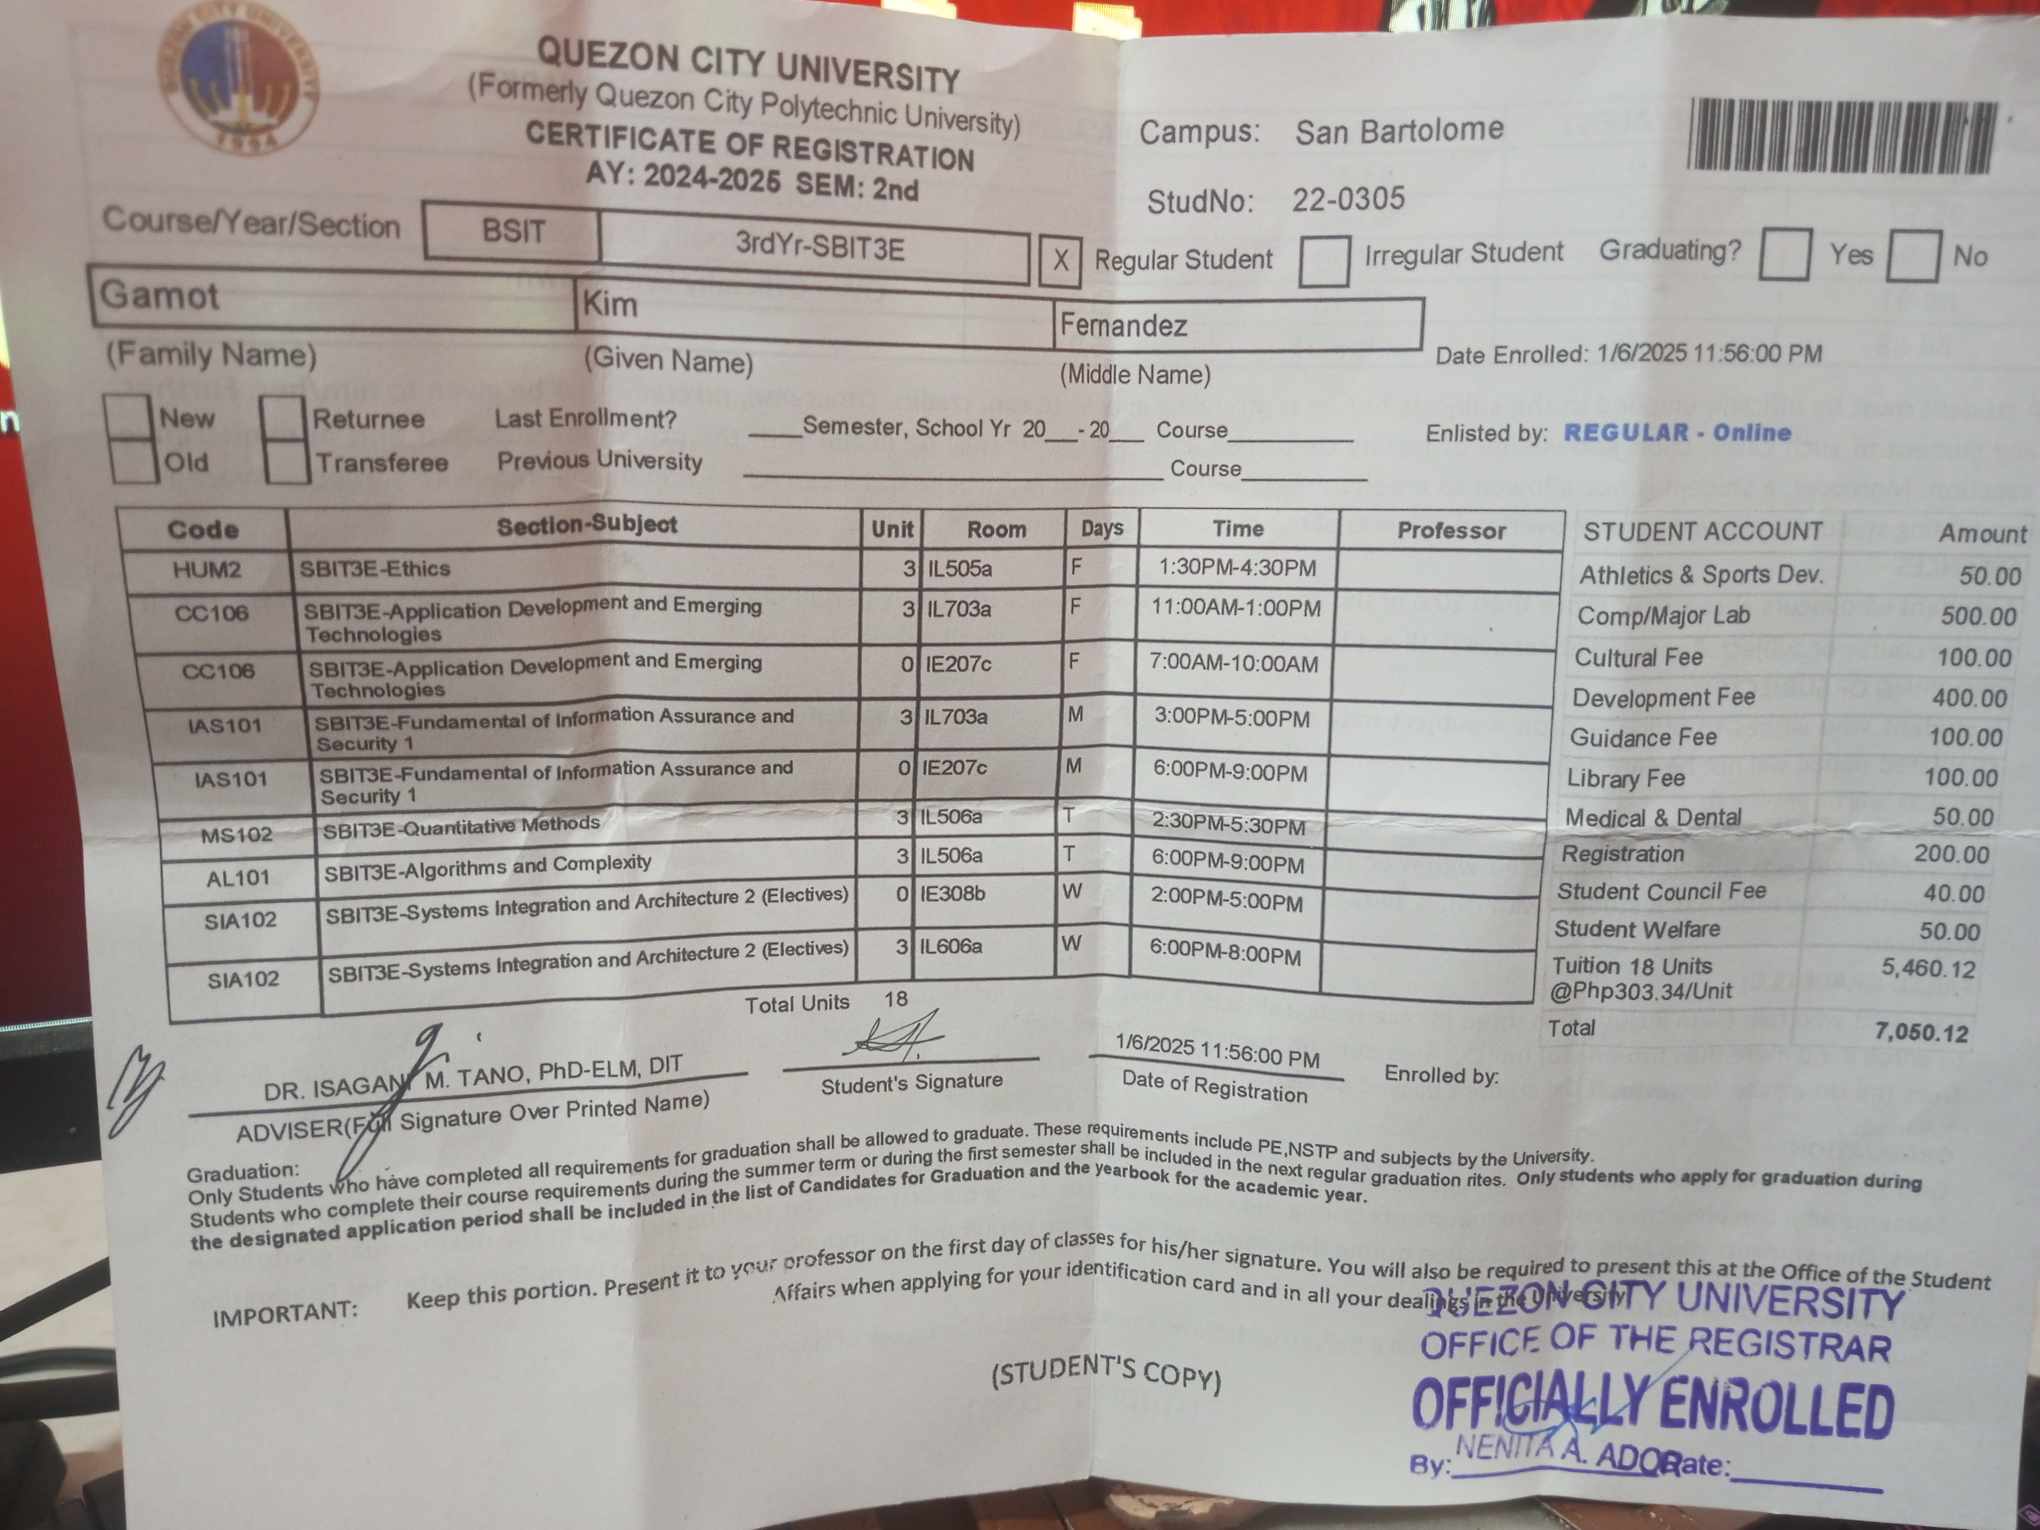 QUEZON CITY UNIVERSITY
1994
QUEZON CITY UNIVERSITY
(Formerly Quezon City Polytechnic University)
CERTIFICATE OF REGISTRATION
AY: 2024-2025 SEM: 2nd
Campus: San Bartolome
StudNo: 22-0305
Course/Year/Section BSIT 3rdYr-SBIT3E X Regular Student Irregular Student Graduating? Yes No
Gamot Kim Fernandez
(Family Name) (Given Name) (Middle Name) Date Enrolled: 1/6/2025 11:56:00 PM
New Returnee Last Enrollment? ____Semester, School Yr 20___-20___ Course__________ Enlisted by: REGULAR - Online
Old Transferee Previous University ______________________________ Course__________
Code Section-Subject Unit Room Days Time Professor
HUM2 SBIT3E-Ethics 3 IL505a F 1:30PM-4:30PM
CC106 SBIT3E-Application Development and Emerging 3 IL703a F 11:00AM-1:00PM
Technologies
CC106 SBIT3E-Application Development and Emerging 0 IE207c F 7:00AM-10:00AM
Technologies
IAS101 SBIT3E-Fundamental of Information Assurance and 3 IL703a M 3:00PM-5:00PM
Security 1
IAS101 SBIT3E-Fundamental of Information Assurance and 0 IE207c M 6:00PM-9:00PM
Security 1
MS102 SBIT3E-Quantitative Methods 3 IL506a T 2:30PM-5:30PM
AL101 SBIT3E-Algorithms and Complexity 3 IL506a T 6:00PM-9:00PM
SIA102 SBIT3E-Systems Integration and Architecture 2 (Electives) 0 IE308b W 2:00PM-5:00PM
SIA102 SBIT3E-Systems Integration and Architecture 2 (Electives) 3 IL606a W 6:00PM-8:00PM
Total Units 18
STUDENT ACCOUNT Amount
Athletics & Sports Dev. 50.00
Comp/Major Lab 500.00
Cultural Fee 100.00
Development Fee 400.00
Guidance Fee 100.00
Library Fee 100.00
Medical & Dental 50.00
Registration 200.00
Student Council Fee 40.00
Student Welfare 50.00
Tuition 18 Units 5,460.12
@Php303.34/Unit
Total 7,050.12
DR. ISAGANI M. TANO, PhD-ELM, DIT
ADVISER(Full Signature Over Printed Name)
Student's Signature
1/6/2025 11:56:00 PM
Date of Registration
Enrolled by:
Graduation:
Only Students who have completed all requirements for graduation shall be allowed to graduate. These requirements include PE,NSTP and subjects by the University.
Students who complete their course requirements during the summer term or during the first semester shall be included in the next regular graduation rites. Only students who apply for graduation during
the designated application period shall be included in the list of Candidates for Graduation and the yearbook for the academic year.
IMPORTANT: Keep this portion. Present it to your professor on the first day of classes for his/her signature. You will also be required to present this at the Office of the Student
Affairs when applying for your identification card and in all your dealings in the University
(STUDENT'S COPY)
QUEZON CITY UNIVERSITY
OFFICE OF THE REGISTRAR
OFFICIALLY ENROLLED
By: NENITA A. Date: